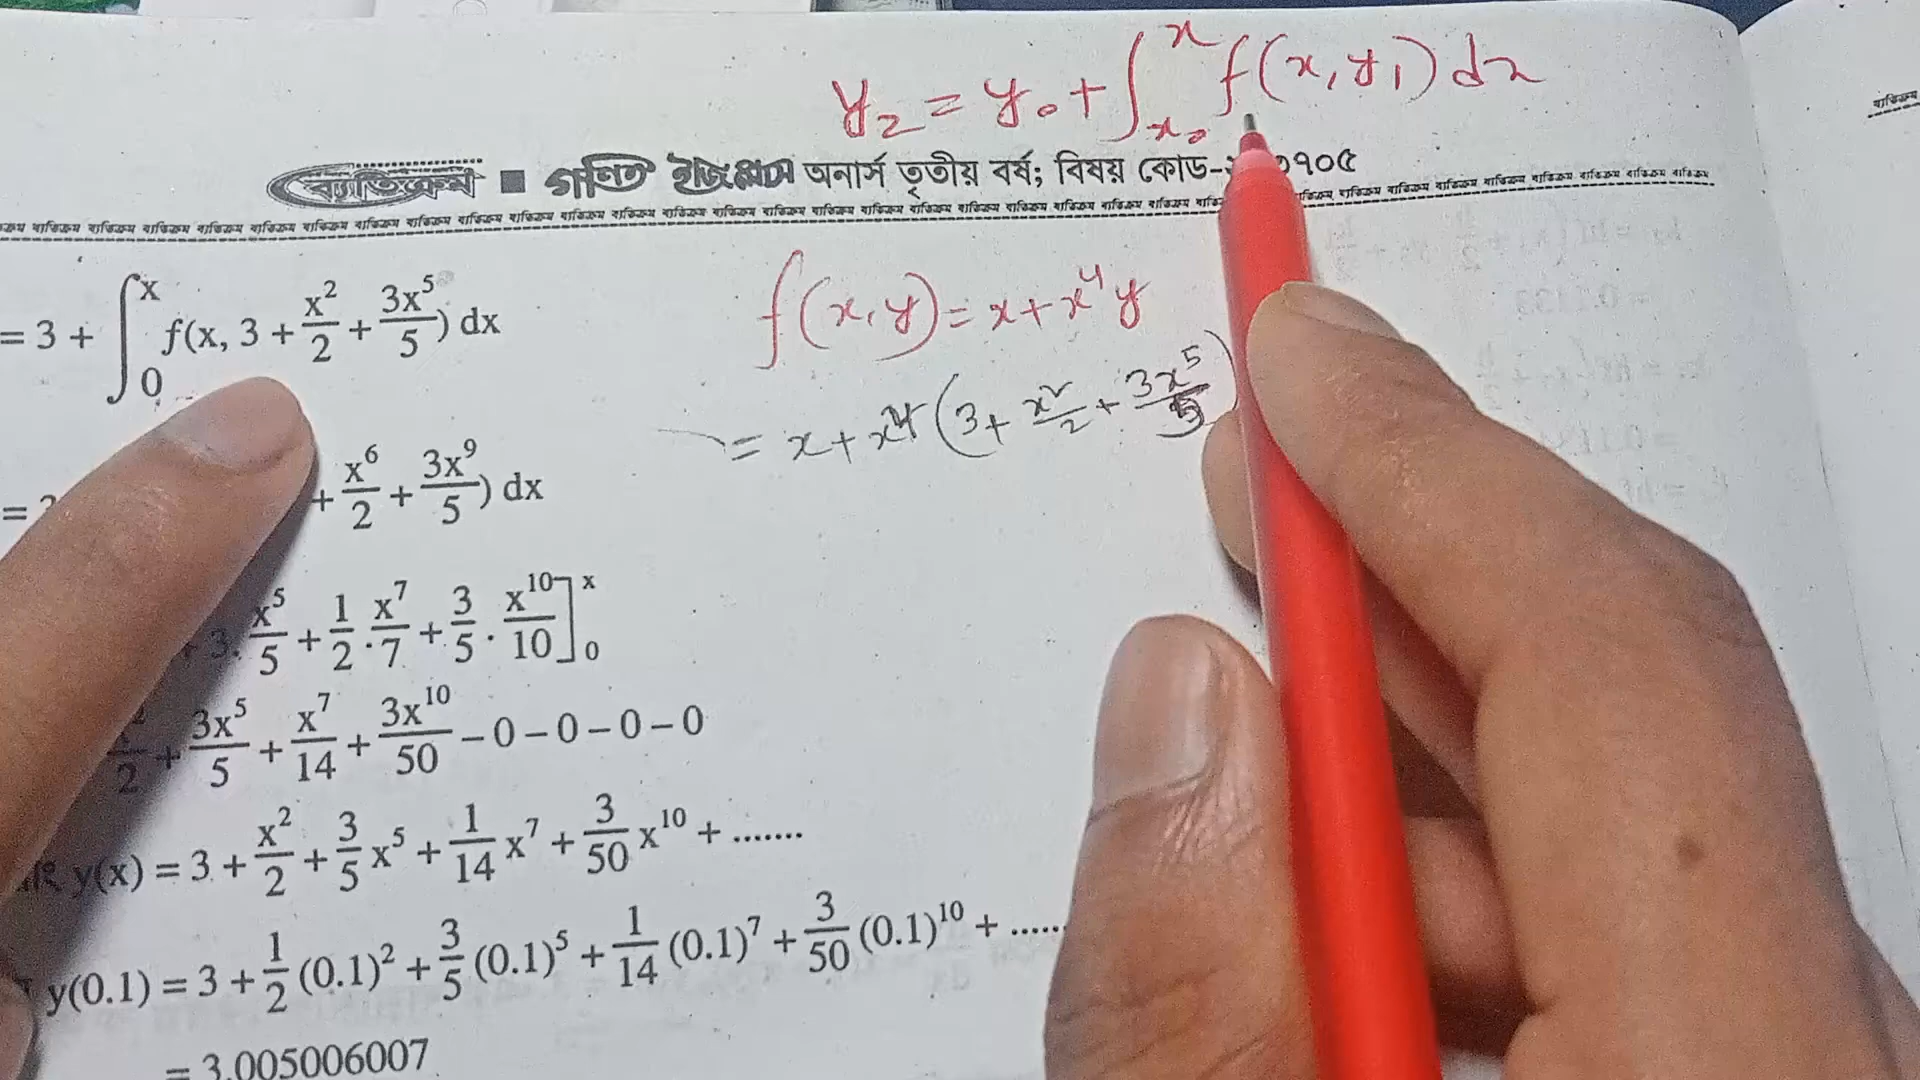 y₂ = y₀ + ∫ₓ₀ˣ f(x, y₁) dx
ব্যতিক্রম ■ গণিত ইজিপ্লাস অনার্স তৃতীয় বর্ষ; বিষয় কোড- ৭০৫
= 3 + ∫₀ˣ f(x, 3 + x²/2 + 3x⁵/5) dx
f(x, y) = x + x⁴y
= x + x⁴(3 + x²/2 + 3x⁵/5)
+ x⁶/2 + 3x⁹/5) dx
3. x⁵/5 + 1/2 · x⁷/7 + 3/5 · x¹⁰/10]₀ˣ
/2 + 3x⁵/5 + x⁷/14 + 3x¹⁰/50 – 0 – 0 – 0 – 0
y(x) = 3 + x²/2 + 3/5 x⁵ + 1/14 x⁷ + 3/50 x¹⁰ + .......
y(0.1) = 3 + 1/2 (0.1)² + 3/5 (0.1)⁵ + 1/14 (0.1)⁷ + 3/50 (0.1)¹⁰ + ......
= 3.005006007